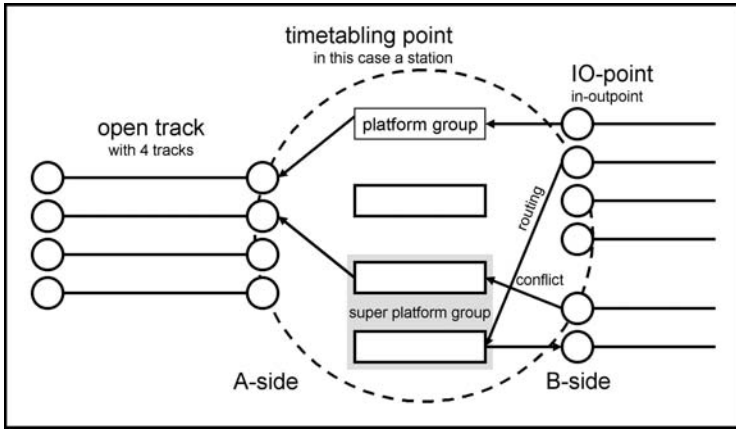 timetabling point
in this case a station
IO-point
in-outpoint
open track
with 4 tracks
platform group
routing
conflict
super platform group
A-side
B-side